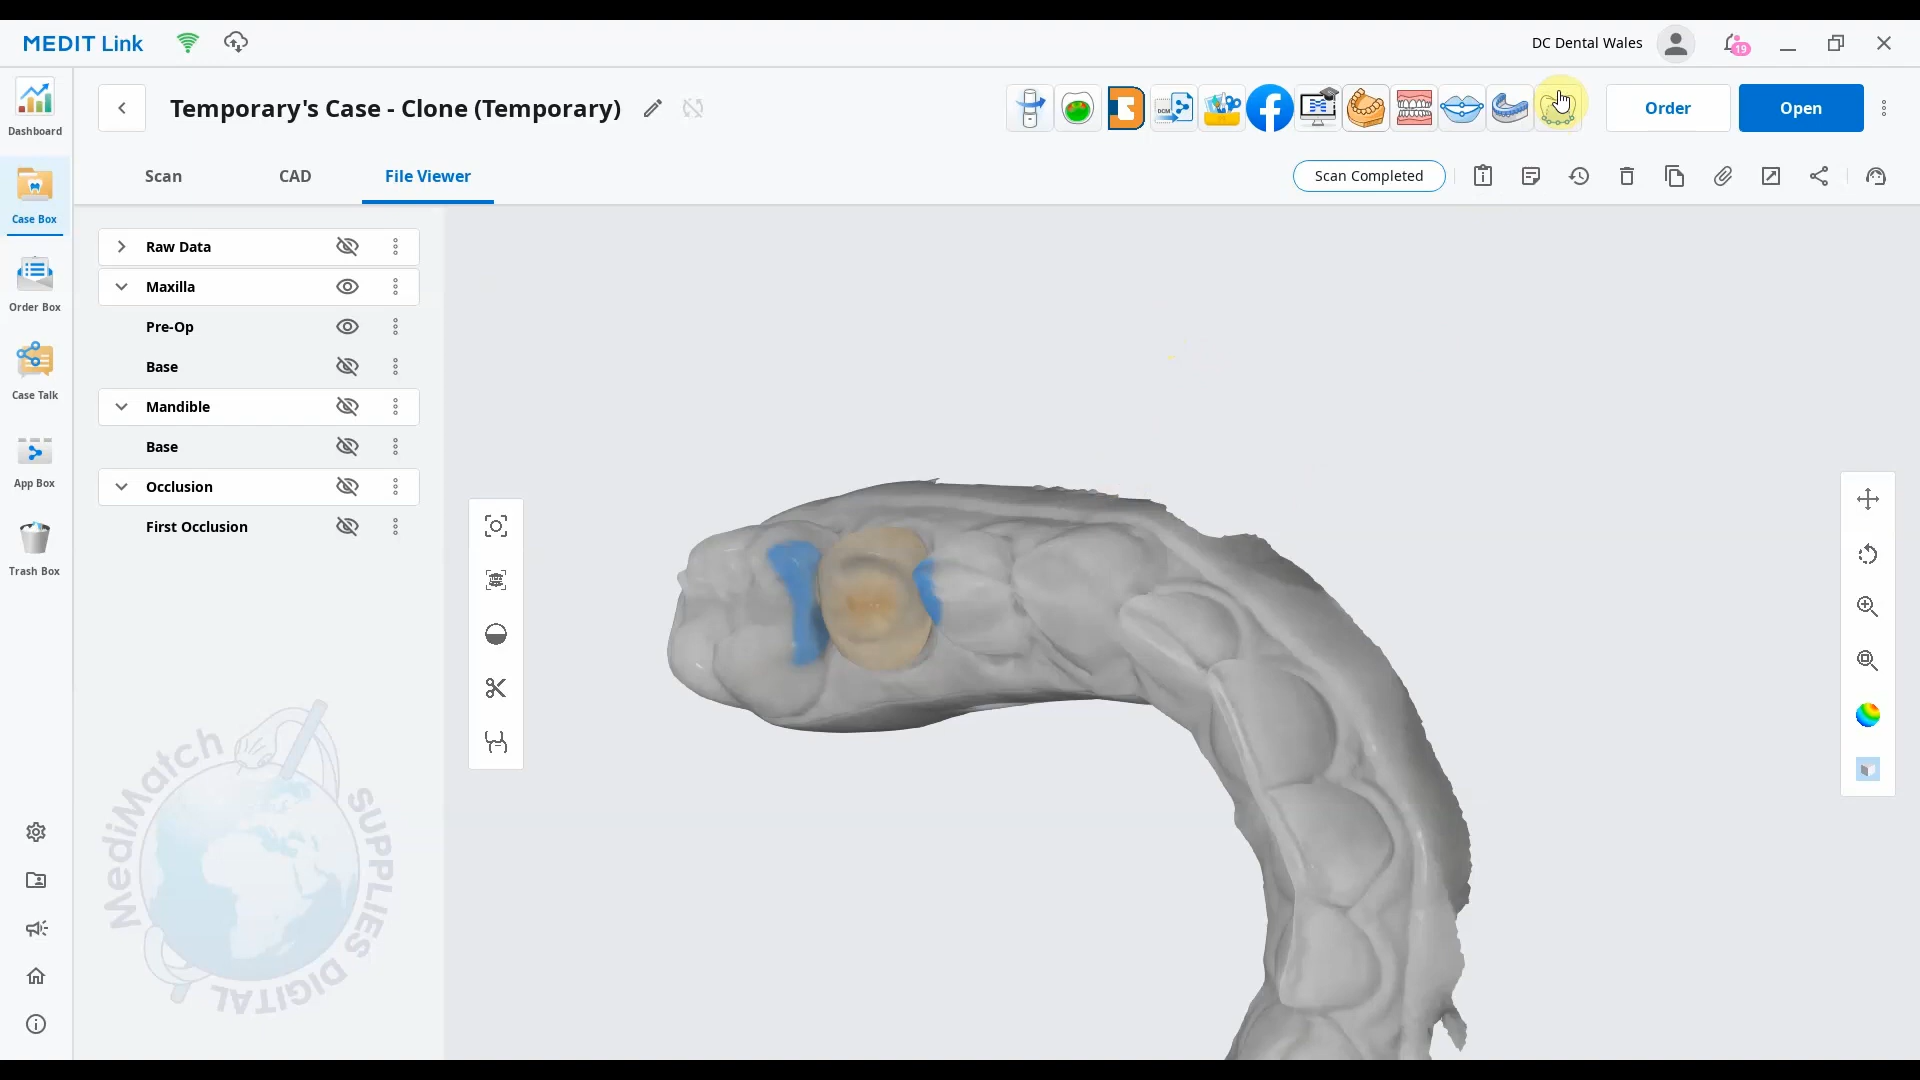 MEDIT Link
DC Dental Wales
19
Temporary's Case - Clone (Temporary)
DCM
Order
Open
Dashboard
Case Box
Order Box
Case Talk
App Box
Trash Box
Scan
CAD
File Viewer
Scan Completed
Raw Data
Maxilla
Pre-Op
Base
Mandible
Base
Occlusion
First Occlusion
MediMatch
SUPPLIES DIGITAL